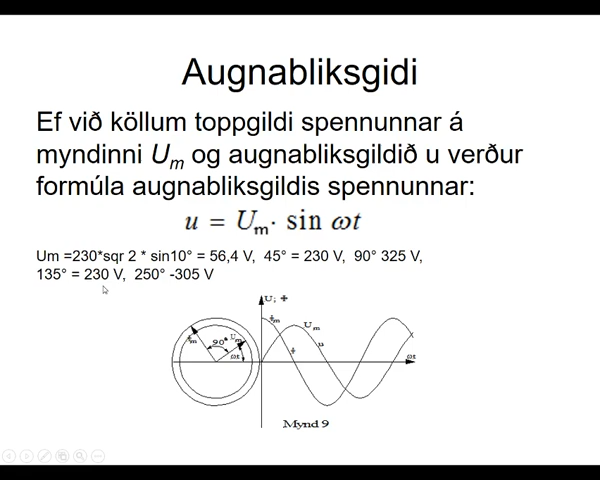 Augnabliksgidi
Ef við köllum toppgildi spennunnar á
myndinni Um og augnabliksgildið u verður
formúla augnabliksgildis spennunnar:
u = Um· sin ωt
Um =230*sqr 2 * sin10° = 56,4 V, 45° = 230 V, 90° 325 V,
135° = 230 V, 250° -305 V
U; ɸ
ɸm
Um
ɸm
Um
90°
ωt
ɸ
u
ωt
Mynd 9